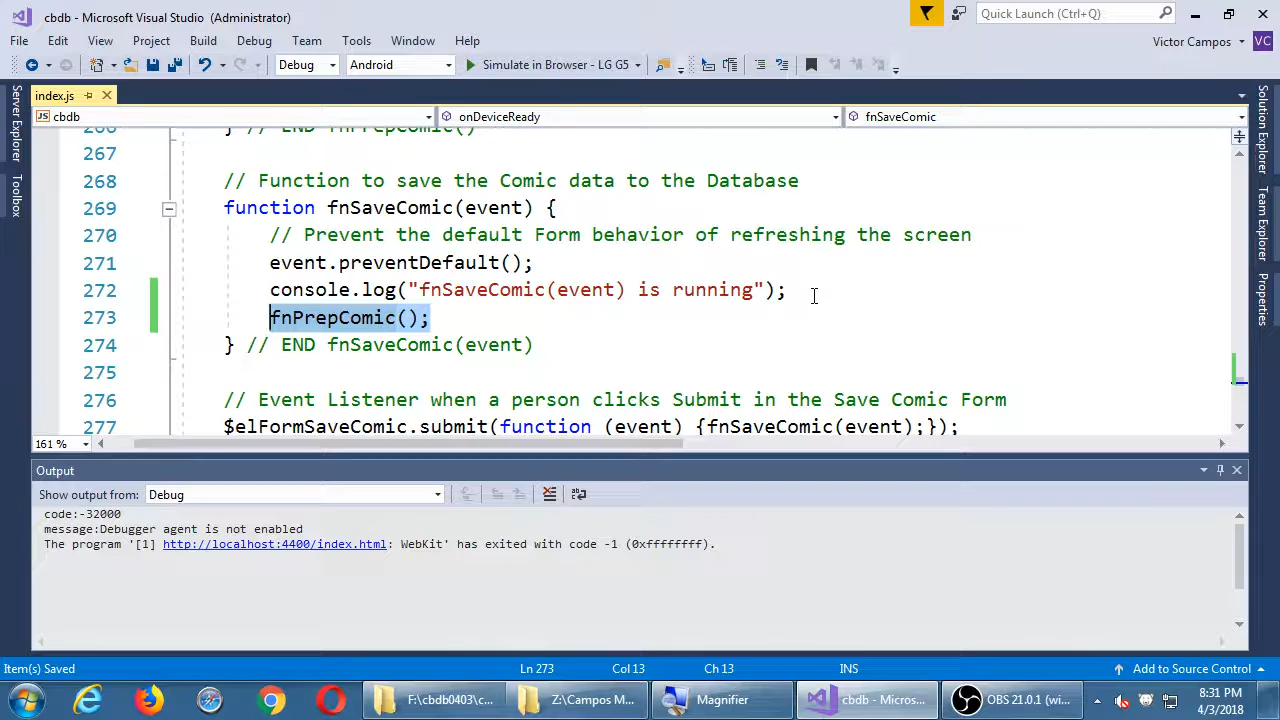 cbdb - Microsoft Visual Studio (Administrator)
Quick Launch (Ctrl+Q)
File Edit View Project Build Debug Team Tools Window Help
Victor Campos
VC
Debug
Android
Simulate in Browser - LG G5
index.js
JS cbdb
onDeviceReady
fnSaveComic
Server Explorer
Toolbox
Solution Explorer
Team Explorer
Properties
266 } // END fnPrepComic()
267
268 // Function to save the Comic data to the Database
269 function fnSaveComic(event) {
270 // Prevent the default Form behavior of refreshing the screen
271 event.preventDefault();
272 console.log("fnSaveComic(event) is running");
273 fnPrepComic();
274 } // END fnSaveComic(event)
275
276 // Event Listener when a person clicks Submit in the Save Comic Form
277 $elFormSaveComic.submit(function (event) {fnSaveComic(event);});
161 %
Output
Show output from: Debug
code:-32000
message:Debugger agent is not enabled
The program '[1] http://localhost:4400/index.html: WebKit' has exited with code -1 (0xffffffff).
Item(s) Saved
Ln 273
Col 13
Ch 13
INS
Add to Source Control
F:\cbdb0403\c...
Z:\Campos M...
Magnifier
cbdb - Micros...
OBS 21.0.1 (wi...
8:31 PM
4/3/2018